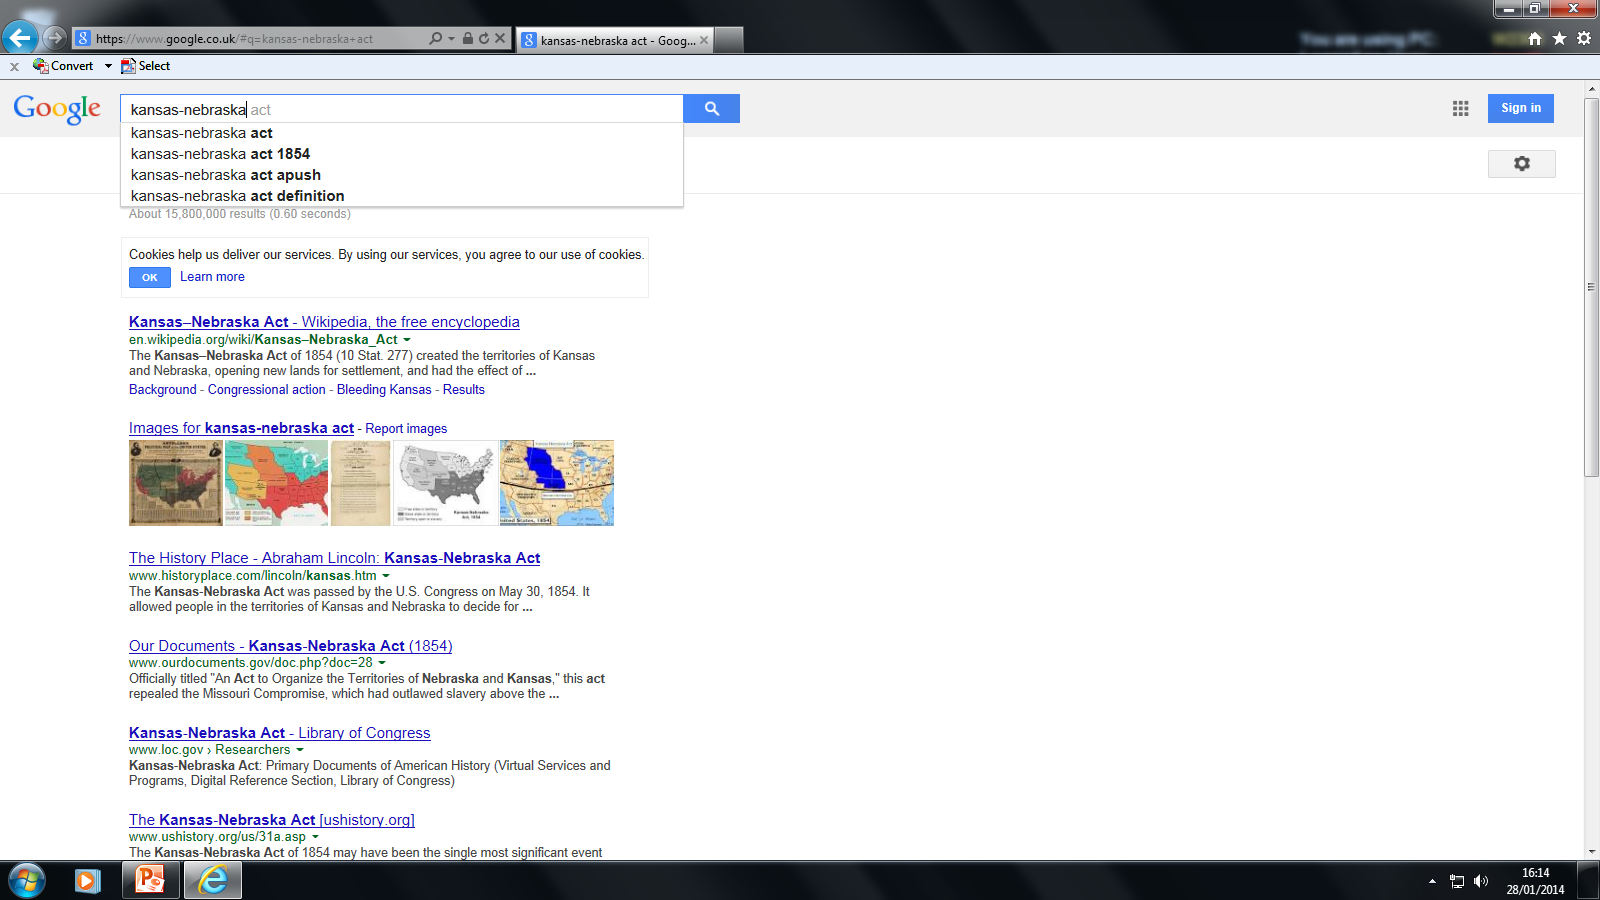 You are using PC:
https://www.google.co.uk/#q=kansas-nebraska+act
kansas-nebraska act - Goog...
x Convert Select
Google
kansas-nebraska act
Sign in
kansas-nebraska act
kansas-nebraska act 1854
kansas-nebraska act apush
kansas-nebraska act definition
About 15,800,000 results (0.60 seconds)
Cookies help us deliver our services. By using our services, you agree to our use of cookies.
OK Learn more
Kansas–Nebraska Act - Wikipedia, the free encyclopedia
en.wikipedia.org/wiki/Kansas–Nebraska_Act
The Kansas–Nebraska Act of 1854 (10 Stat. 277) created the territories of Kansas
and Nebraska, opening new lands for settlement, and had the effect of ...
Background - Congressional action - Bleeding Kansas - Results
Images for kansas-nebraska act - Report images
The History Place - Abraham Lincoln: Kansas-Nebraska Act
www.historyplace.com/lincoln/kansas.htm
The Kansas-Nebraska Act was passed by the U.S. Congress on May 30, 1854. It
allowed people in the territories of Kansas and Nebraska to decide for ...
Our Documents - Kansas-Nebraska Act (1854)
www.ourdocuments.gov/doc.php?doc=28
Officially titled "An Act to Organize the Territories of Nebraska and Kansas," this act
repealed the Missouri Compromise, which had outlawed slavery above the ...
Kansas-Nebraska Act - Library of Congress
www.loc.gov › Researchers
Kansas-Nebraska Act: Primary Documents of American History (Virtual Services and
Programs, Digital Reference Section, Library of Congress)
The Kansas-Nebraska Act [ushistory.org]
www.ushistory.org/us/31a.asp
The Kansas-Nebraska Act of 1854 may have been the single most significant event
16:14
28/01/2014